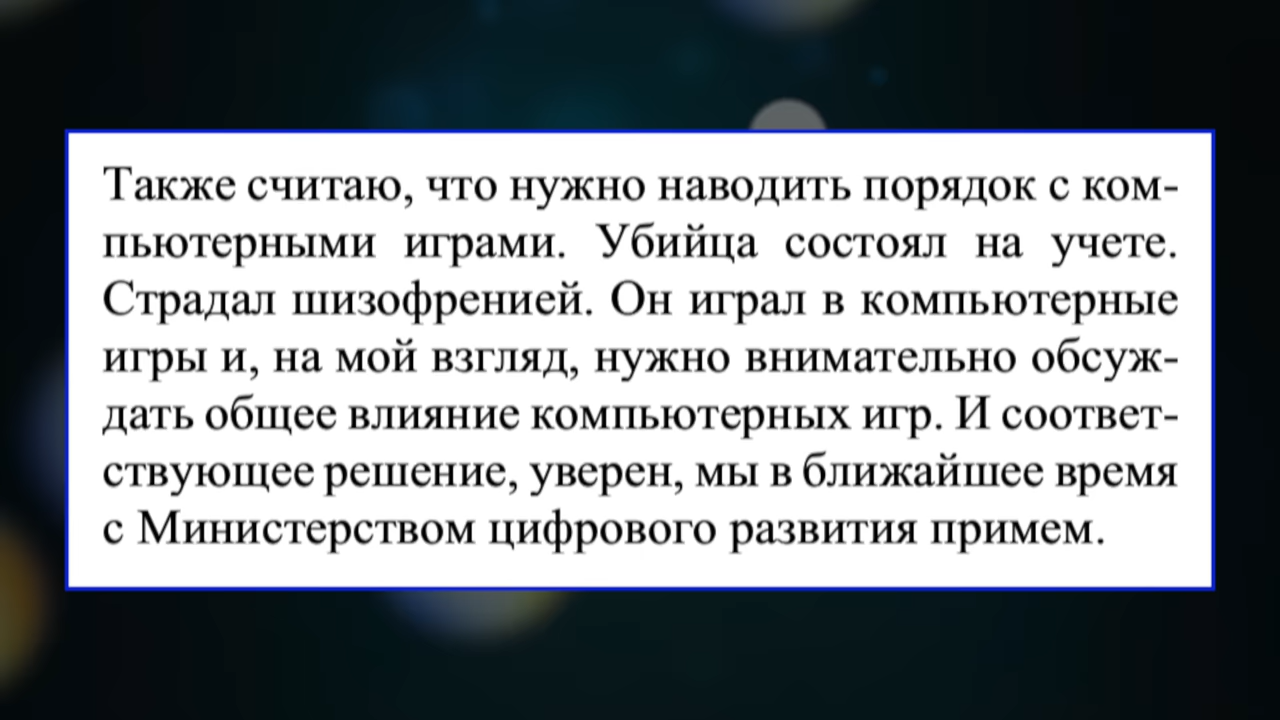 Также считаю, что нужно наводить порядок с ком-
пьютерными играми. Убийца состоял на учете.
Страдал шизофренией. Он играл в компьютерные
игры и, на мой взгляд, нужно внимательно обсуж-
дать общее влияние компьютерных игр. И соответ-
ствующее решение, уверен, мы в ближайшее время
с Министерством цифрового развития примем.